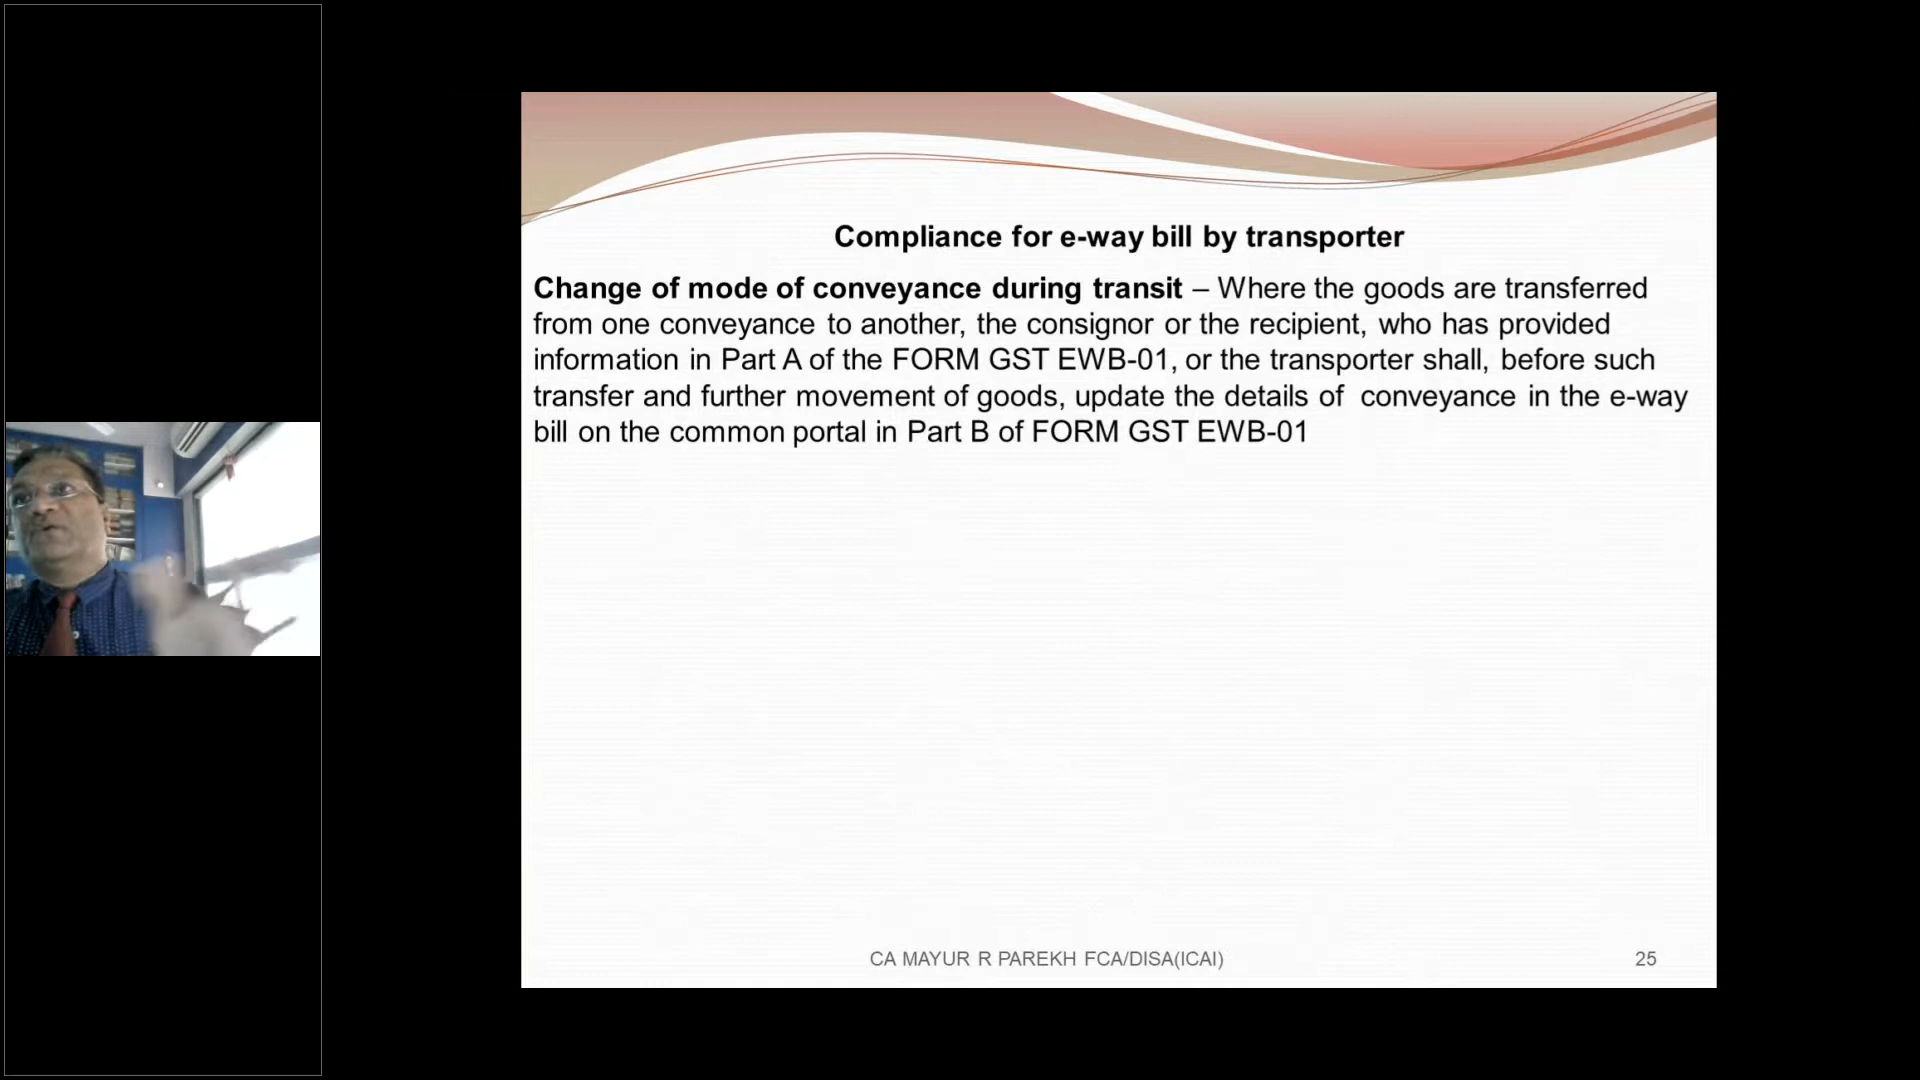 Compliance for e-way bill by transporter
Change of mode of conveyance during transit – Where the goods are transferred
from one conveyance to another, the consignor or the recipient, who has provided
information in Part A of the FORM GST EWB-01, or the transporter shall, before such
transfer and further movement of goods, update the details of conveyance in the e-way
bill on the common portal in Part B of FORM GST EWB-01
CA MAYUR R PAREKH FCA/DISA(ICAI)
25